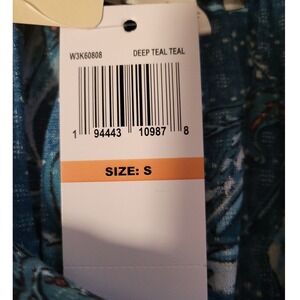 W3K60808 DEEP TEAL TEAL
1 94443 10987 8
SIZE: S